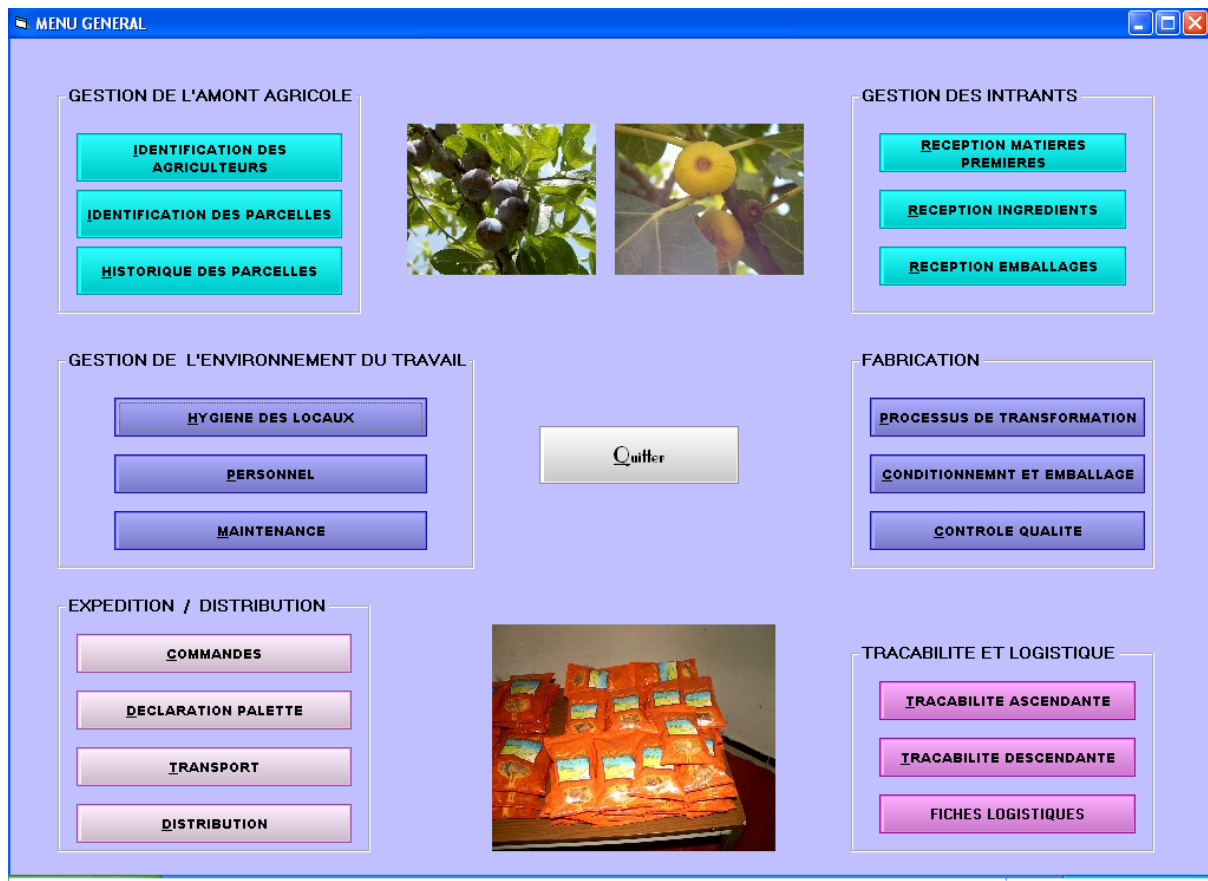 MENU GENERAL
GESTION DE L'AMONT AGRICOLE
IDENTIFICATION DES
AGRICULTEURS
IDENTIFICATION DES PARCELLES
HISTORIQUE DES PARCELLES
GESTION DES INTRANTS
RECEPTION MATIERES
PREMIERES
RECEPTION INGREDIENTS
RECEPTION EMBALLAGES
GESTION DE L'ENVIRONNEMENT DU TRAVAIL
HYGIENE DES LOCAUX
PERSONNEL
MAINTENANCE
Quitter
FABRICATION
PROCESSUS DE TRANSFORMATION
CONDITIONNEMNT ET EMBALLAGE
CONTROLE QUALITE
EXPEDITION / DISTRIBUTION
COMMANDES
DECLARATION PALETTE
TRANSPORT
DISTRIBUTION
TRACABILITE ET LOGISTIQUE
TRACABILITE ASCENDANTE
TRACABILITE DESCENDANTE
FICHES LOGISTIQUES